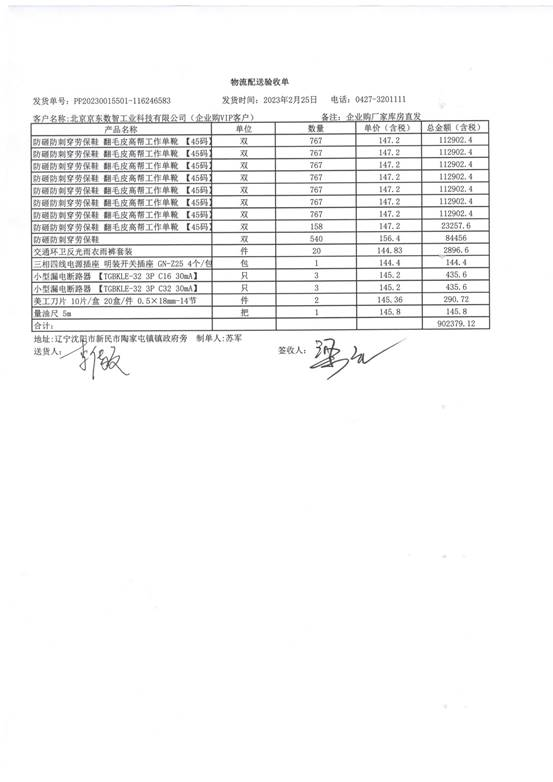 物流配送验收单
发货单号: PP20230015501-116246583 发货时间: 2023年2月25日 电话: 0427-3201111
客户名称:北京京东数智工业科技有限公司(企业购VIP客户) 备注: 企业购厂家库房直发
产品名称 单位 数量 单价(含税) 总金额(含税)
防砸防刺穿劳保鞋 翻毛皮高帮工作单靴 【45码】 双 767 147.2 112902.4
防砸防刺穿劳保鞋 翻毛皮高帮工作单靴 【45码】 双 767 147.2 112902.4
防砸防刺穿劳保鞋 翻毛皮高帮工作单靴 【45码】 双 767 147.2 112902.4
防砸防刺穿劳保鞋 翻毛皮高帮工作单靴 【45码】 双 767 147.2 112902.4
防砸防刺穿劳保鞋 翻毛皮高帮工作单靴 【45码】 双 767 147.2 112902.4
防砸防刺穿劳保鞋 翻毛皮高帮工作单靴 【45码】 双 767 147.2 112902.4
防砸防刺穿劳保鞋 翻毛皮高帮工作单靴 【45码】 双 767 147.2 112902.4
防砸防刺穿劳保鞋 翻毛皮高帮工作单靴 【45码】 双 158 147.2 23257.6
防砸防刺穿劳保鞋 双 540 156.4 84456
交通环卫反光雨衣雨裤套装 件 20 144.83 2896.6
三相四线电源插座 明装开关插座 GN-Z25 4个/包 包 1 144.4 144.4
小型漏电断路器 【TGBKLE-32 3P C16 30mA】 只 3 145.2 435.6
小型漏电断路器 【TGBKLE-32 3P C32 30mA】 只 3 145.2 435.6
美工刀片 10片/盒 20盒/件 0.5×18mm-14节 件 2 145.36 290.72
量油尺 5m 把 1 145.8 145.8
合计: 902379.12
地址:辽宁沈阳市新民市陶家屯镇镇政府旁 制单人:苏军
送货人: 签收人: